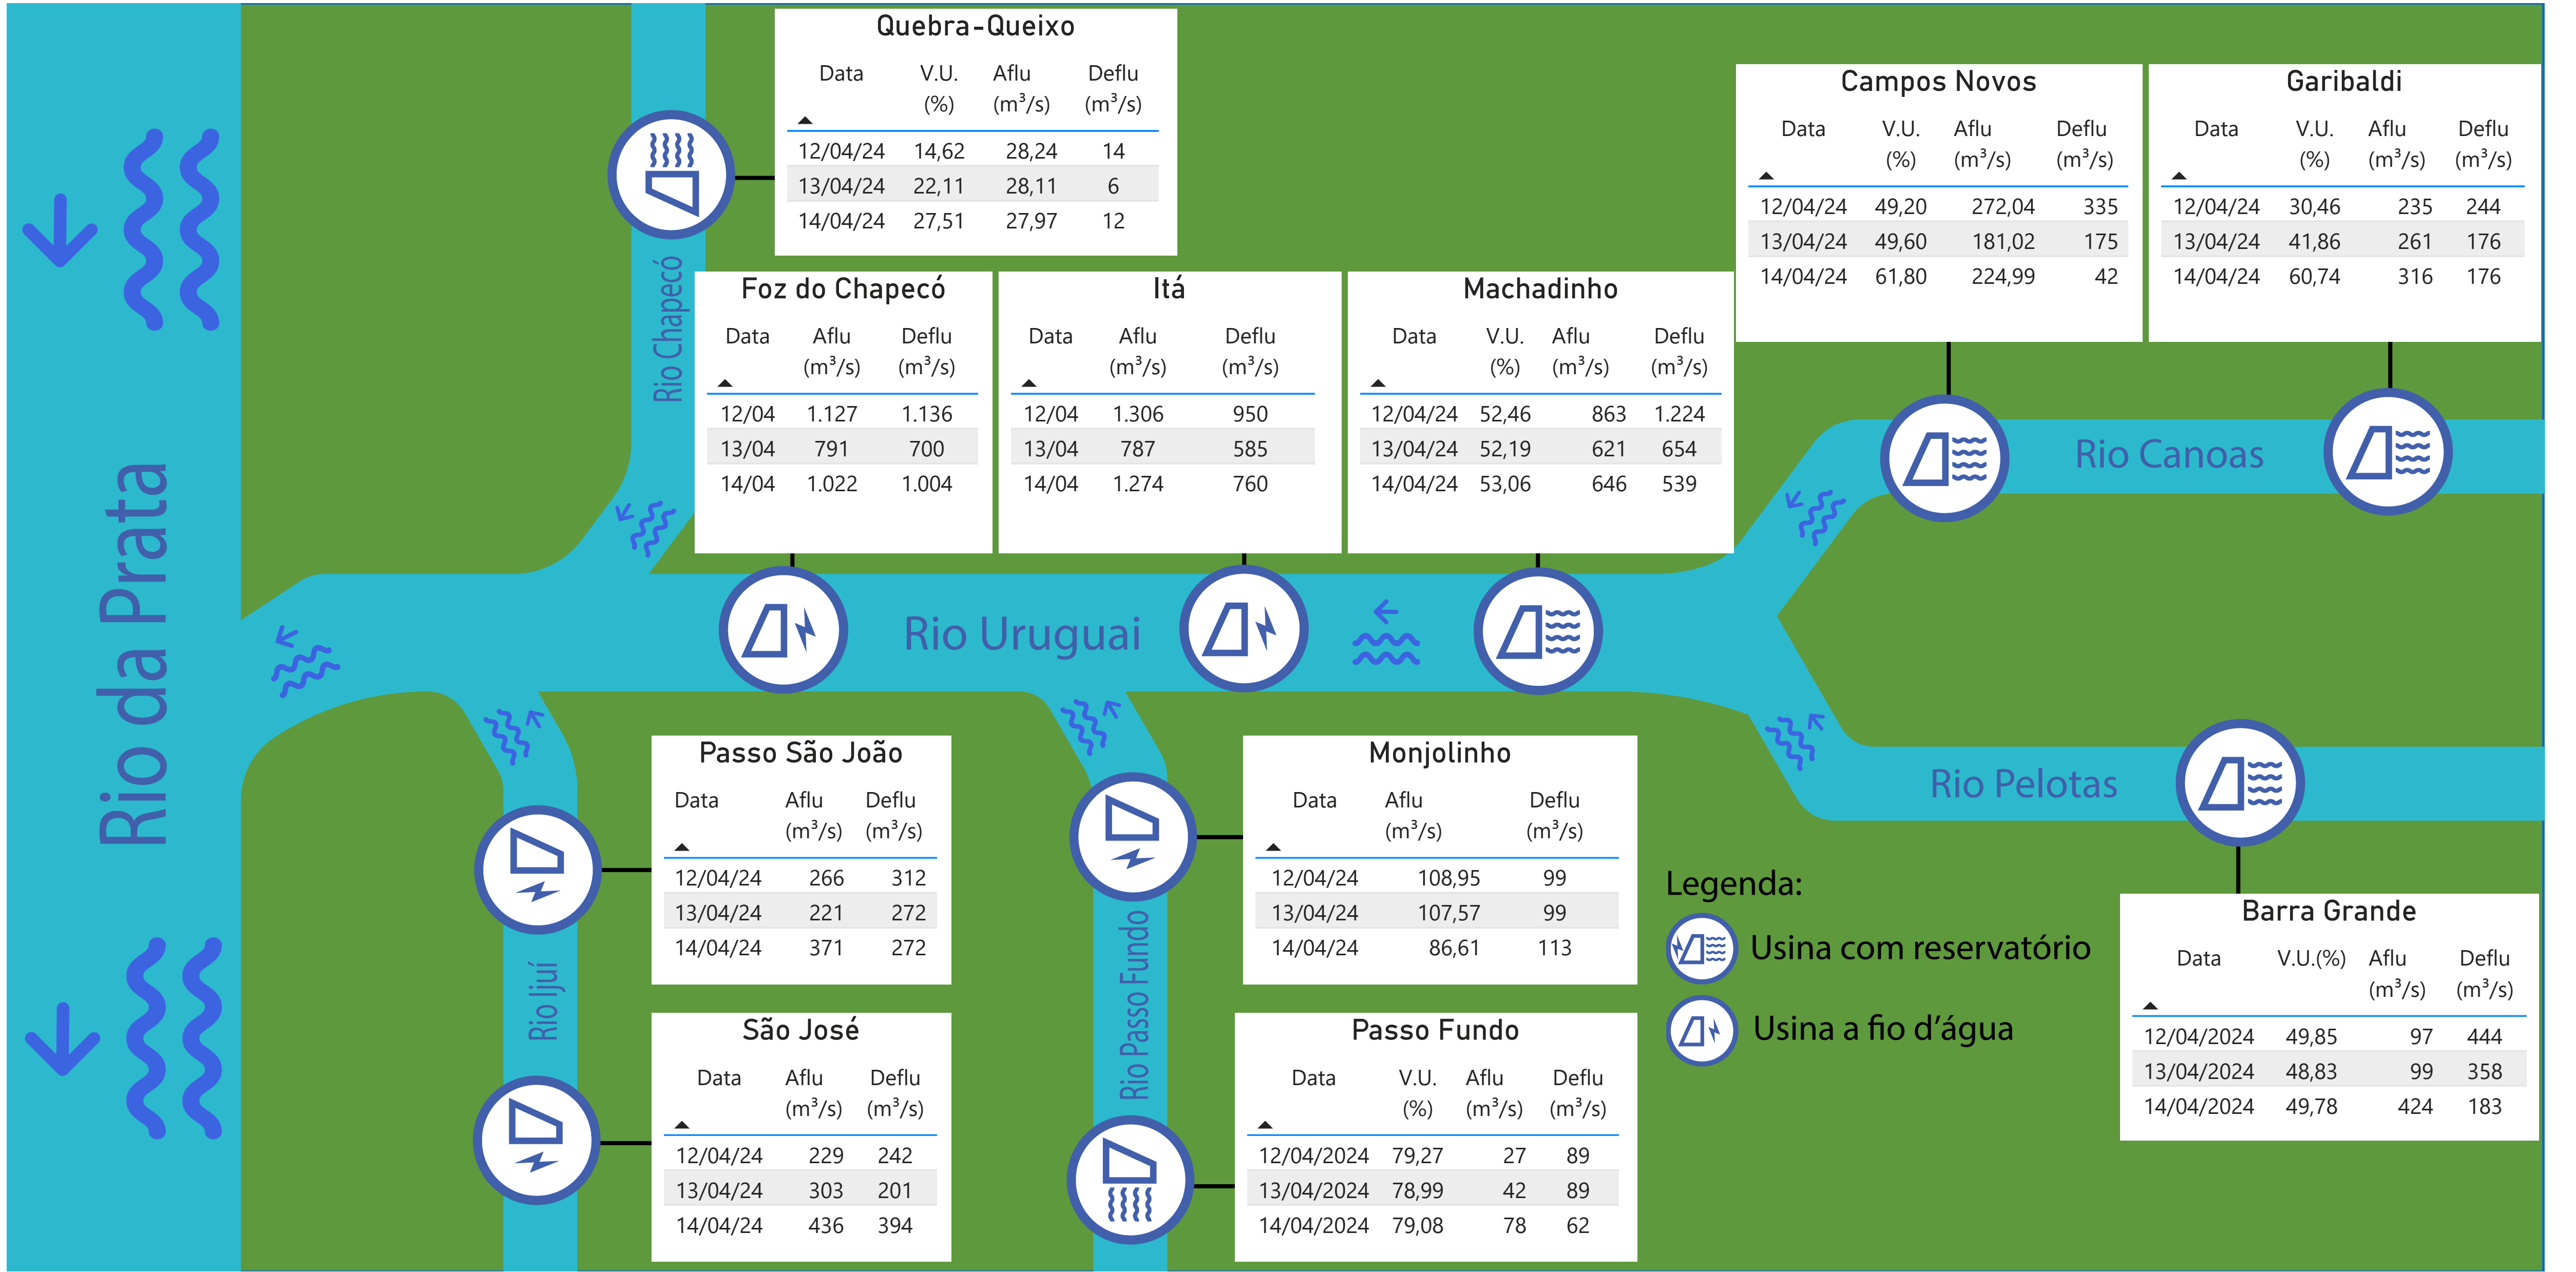 Quebra-Queixo
Data V.U. (%) Aflu (m³/s) Deflu (m³/s)
12/04/24 14,62 28,24 14
13/04/24 22,11 28,11 6
14/04/24 27,51 27,97 12
Campos Novos
Data V.U. (%) Aflu (m³/s) Deflu (m³/s)
12/04/24 49,20 272,04 335
13/04/24 49,60 181,02 175
14/04/24 61,80 224,99 42
Garibaldi
Data V.U. (%) Aflu (m³/s) Deflu (m³/s)
12/04/24 30,46 235 244
13/04/24 41,86 261 176
14/04/24 60,74 316 176
Rio Chapecó
Foz do Chapecó
Data Aflu (m³/s) Deflu (m³/s)
12/04 1.127 1.136
13/04 791 700
14/04 1.022 1.004
Itá
Data Aflu (m³/s) Deflu (m³/s)
12/04 1.306 950
13/04 787 585
14/04 1.274 760
Machadinho
Data V.U. (%) Aflu (m³/s) Deflu (m³/s)
12/04/24 52,46 863 1.224
13/04/24 52,19 621 654
14/04/24 53,06 646 539
Rio Canoas
Rio da Prata
Rio Uruguai
Rio Pelotas
Passo São João
Data Aflu (m³/s) Deflu (m³/s)
12/04/24 266 312
13/04/24 221 272
14/04/24 371 272
Monjolinho
Data Aflu (m³/s) Deflu (m³/s)
12/04/24 108,95 99
13/04/24 107,57 99
14/04/24 86,61 113
Legenda:
Usina com reservatório
Usina a fio d’água
Barra Grande
Data V.U.(%) Aflu (m³/s) Deflu (m³/s)
12/04/2024 49,85 97 444
13/04/2024 48,83 99 358
14/04/2024 49,78 424 183
Rio Ijuí
São José
Data Aflu (m³/s) Deflu (m³/s)
12/04/24 229 242
13/04/24 303 201
14/04/24 436 394
Rio Passo Fundo
Passo Fundo
Data V.U. (%) Aflu (m³/s) Deflu (m³/s)
12/04/2024 79,27 27 89
13/04/2024 78,99 42 89
14/04/2024 79,08 78 62